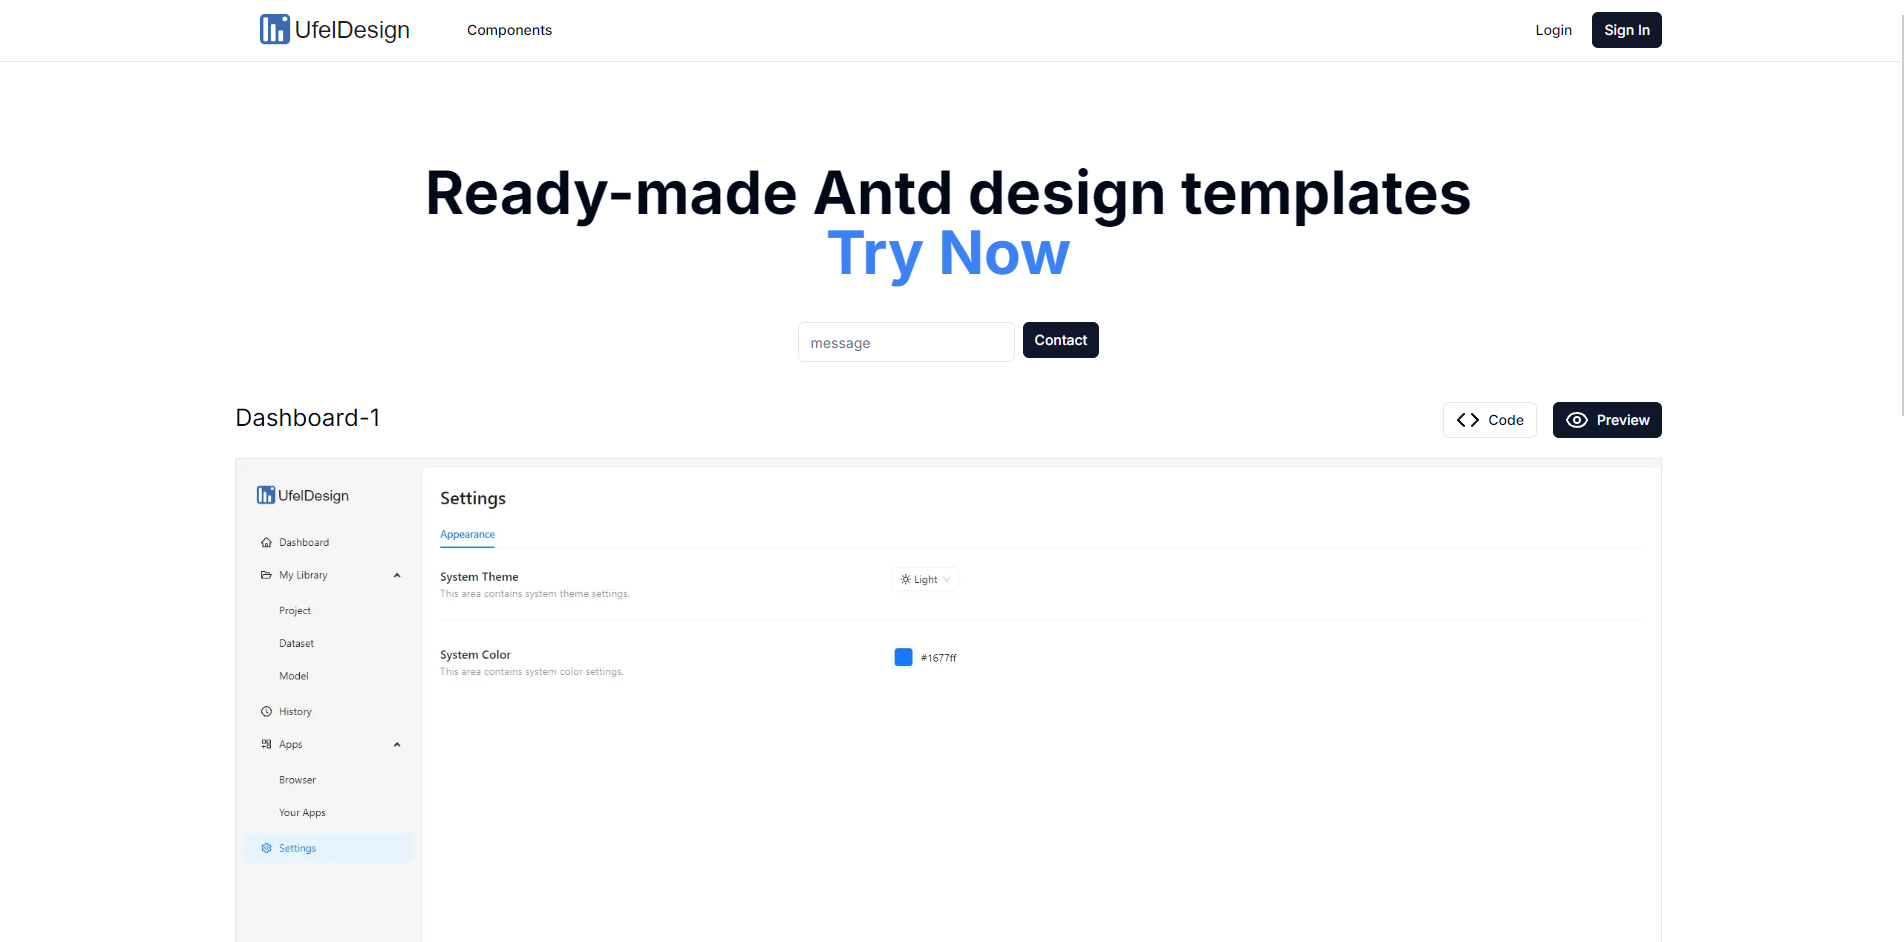 UfelDesign
Components
Login
Sign In
Ready-made Antd design templates
Try Now
message
Contact
Dashboard-1
Code
Preview
UfelDesign
Dashboard
My Library
Project
Dataset
Model
History
Apps
Browser
Your Apps
Settings
Settings
Appearance
System Theme
This area contains system theme settings.
Light
System Color
This area contains system color settings.
#1677ff